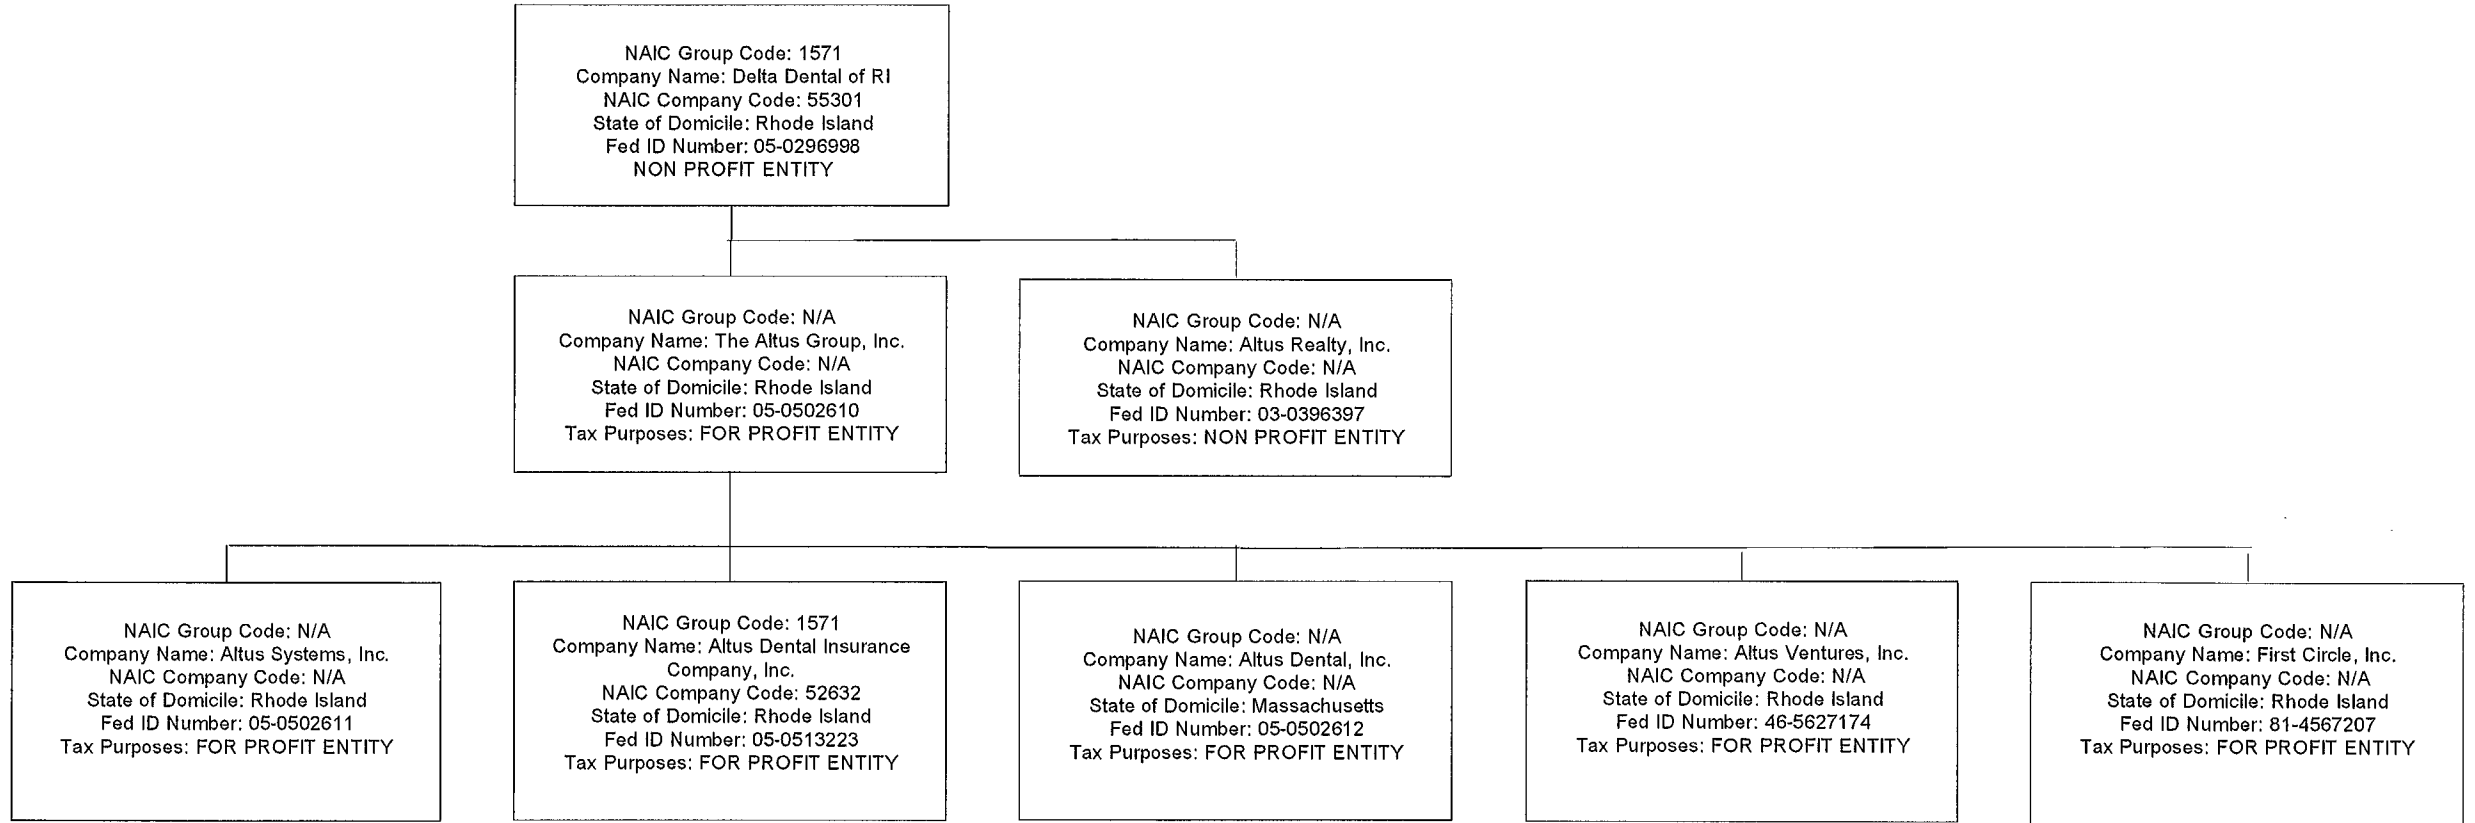 NAIC Group Code: 1571
Company Name: Delta Dental of RI
NAIC Company Code: 55301
State of Domicile: Rhode Island
Fed ID Number: 05-0296998
NON PROFIT ENTITY
NAIC Group Code: N/A
Company Name: The Altus Group, Inc.
NAIC Company Code: N/A
State of Domicile: Rhode Island
Fed ID Number: 05-0502610
Tax Purposes: FOR PROFIT ENTITY
NAIC Group Code: N/A
Company Name: Altus Realty, Inc.
NAIC Company Code: N/A
State of Domicile: Rhode Island
Fed ID Number: 03-0396397
Tax Purposes: NON PROFIT ENTITY
NAIC Group Code: N/A
Company Name: Altus Systems, Inc.
NAIC Company Code: N/A
State of Domicile: Rhode Island
Fed ID Number: 05-0502611
Tax Purposes: FOR PROFIT ENTITY
NAIC Group Code: 1571
Company Name: Altus Dental Insurance
Company, Inc.
NAIC Company Code: 52632
State of Domicile: Rhode Island
Fed ID Number: 05-0513223
Tax Purposes: FOR PROFIT ENTITY
NAIC Group Code: N/A
Company Name: Altus Dental, Inc.
NAIC Company Code: N/A
State of Domicile: Massachusetts
Fed ID Number: 05-0502612
Tax Purposes: FOR PROFIT ENTITY
NAIC Group Code: N/A
Company Name: Altus Ventures, Inc.
NAIC Company Code: N/A
State of Domicile: Rhode Island
Fed ID Number: 46-5627174
Tax Purposes: FOR PROFIT ENTITY
NAIC Group Code: N/A
Company Name: First Circle, Inc.
NAIC Company Code: N/A
State of Domicile: Rhode Island
Fed ID Number: 81-4567207
Tax Purposes: FOR PROFIT ENTITY